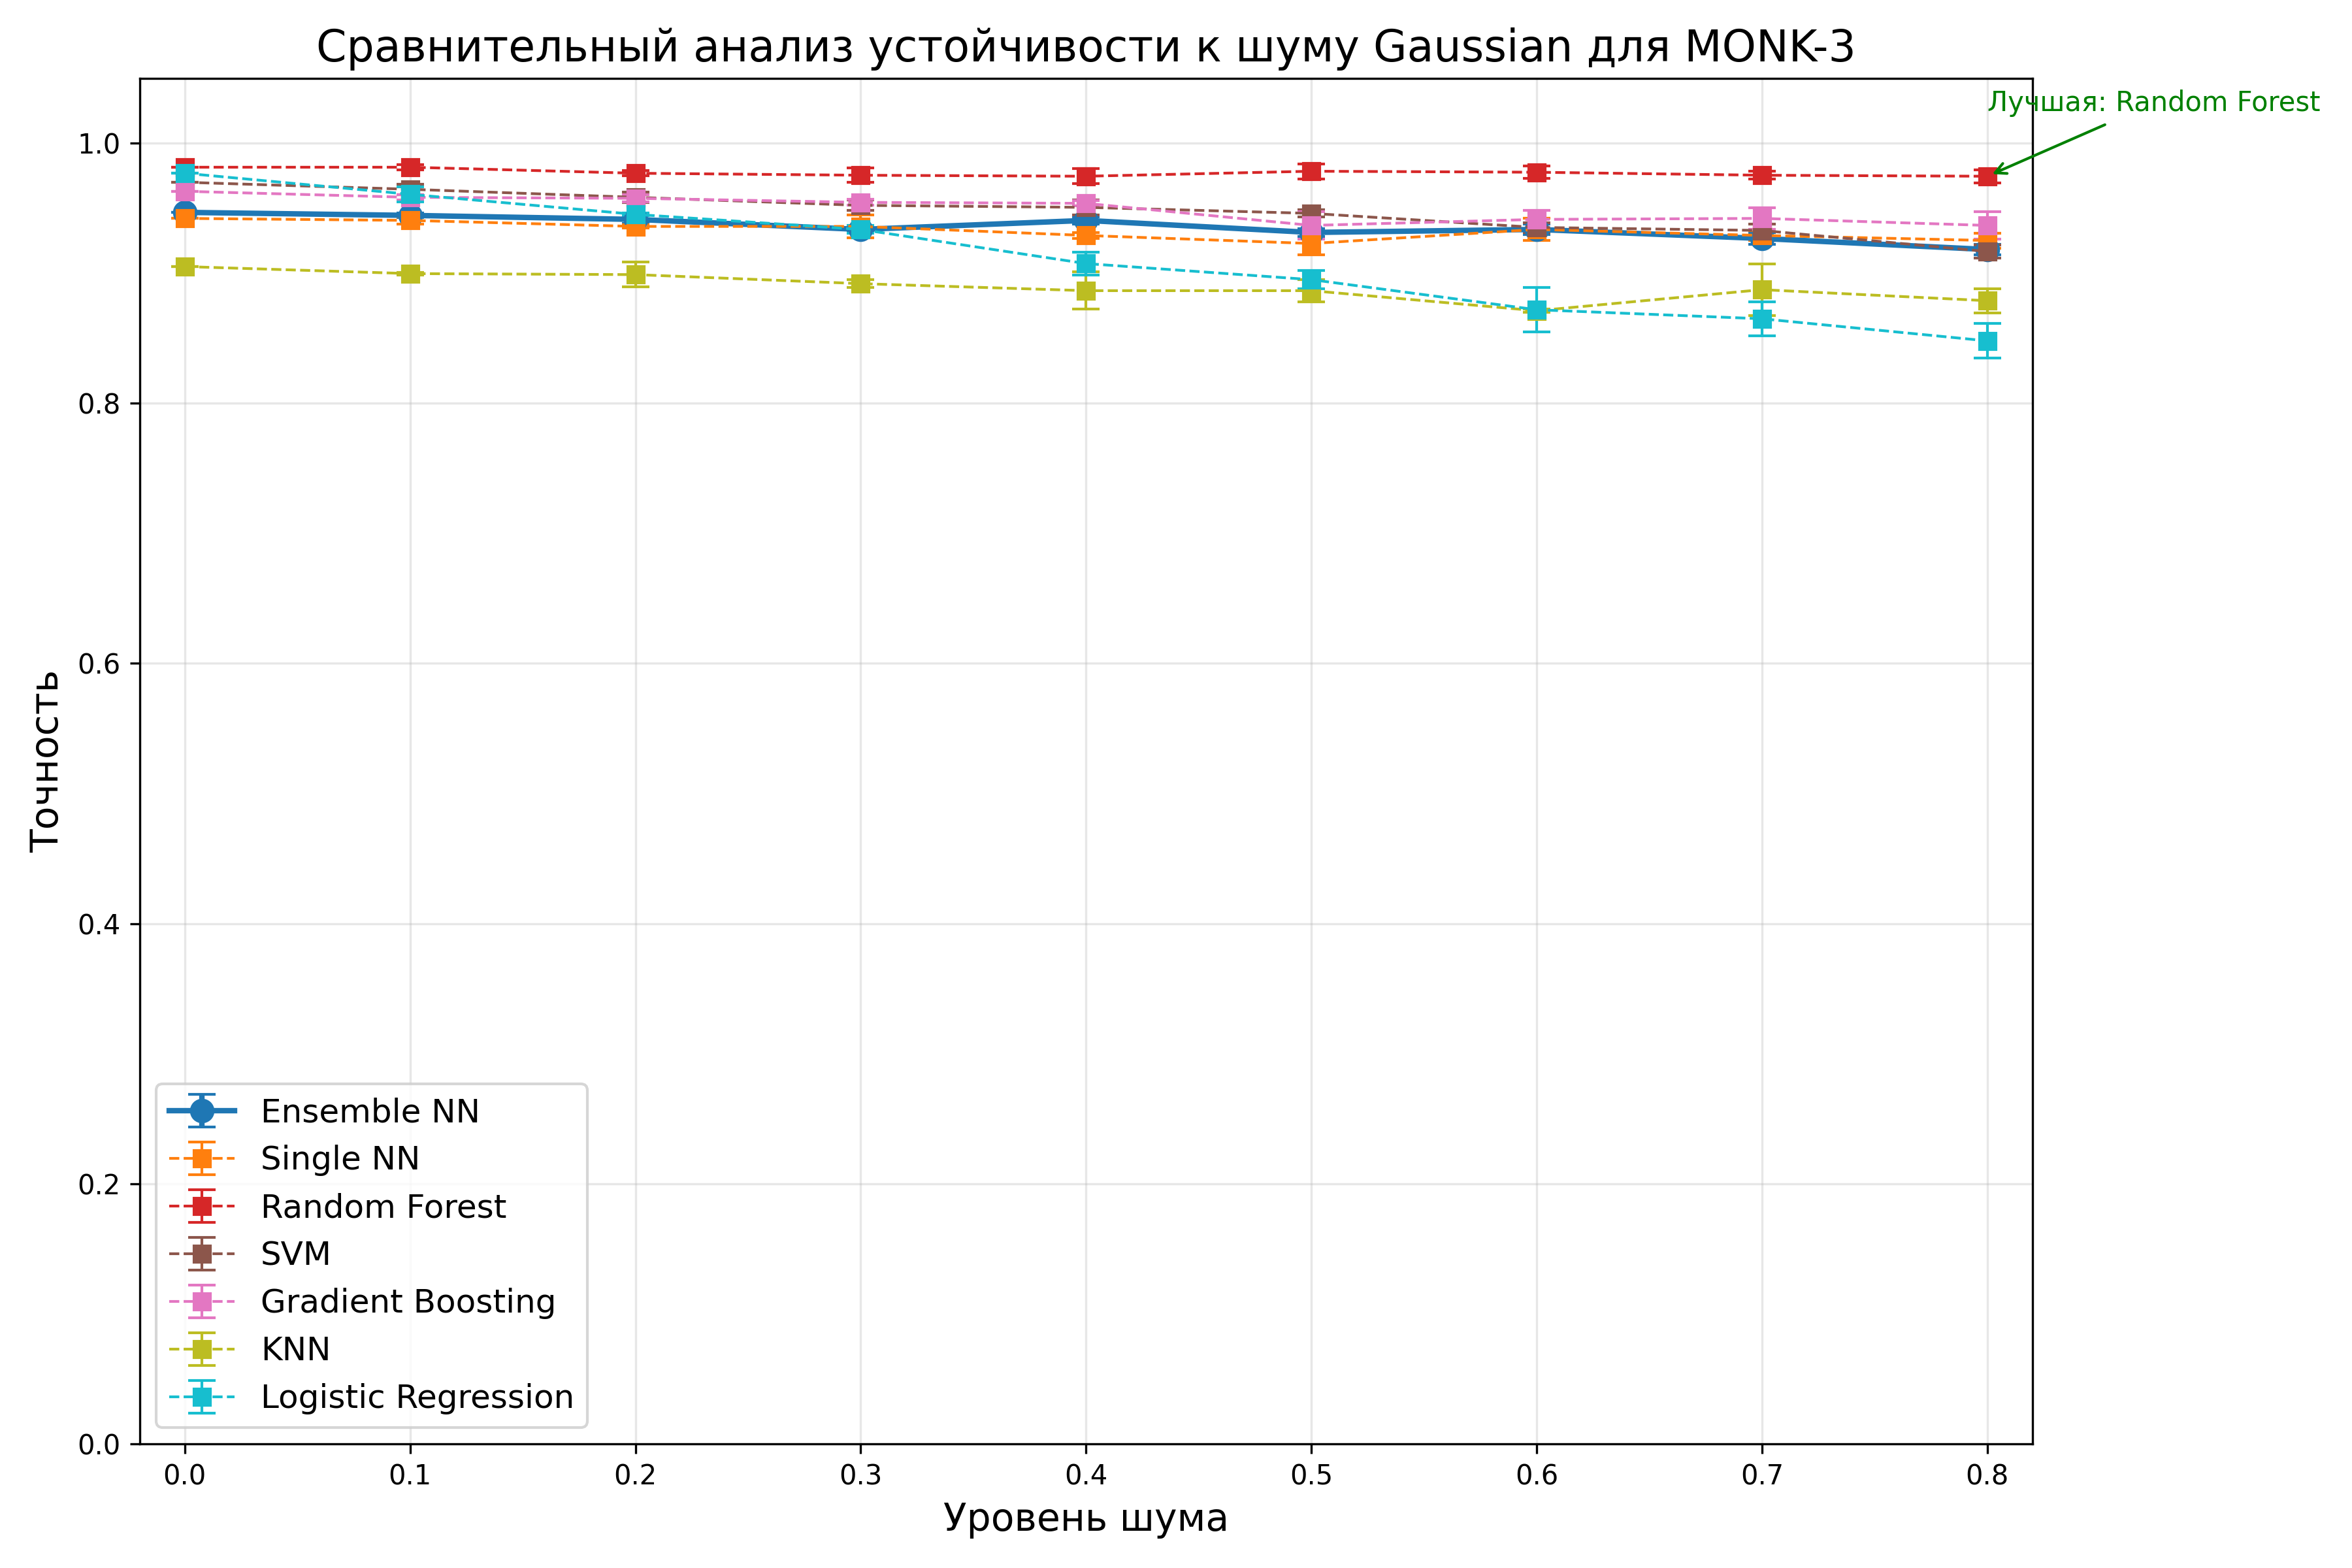 Сравнительный анализ устойчивости к шуму Gaussian для MONK-3
Лучшая: Random Forest
1.0
0.8
0.6
0.4
0.2
0.0
Точность
Ensemble NN
Single NN
Random Forest
SVM
Gradient Boosting
KNN
Logistic Regression
0.0 0.1 0.2 0.3 0.4 0.5 0.6 0.7 0.8
Уровень шума